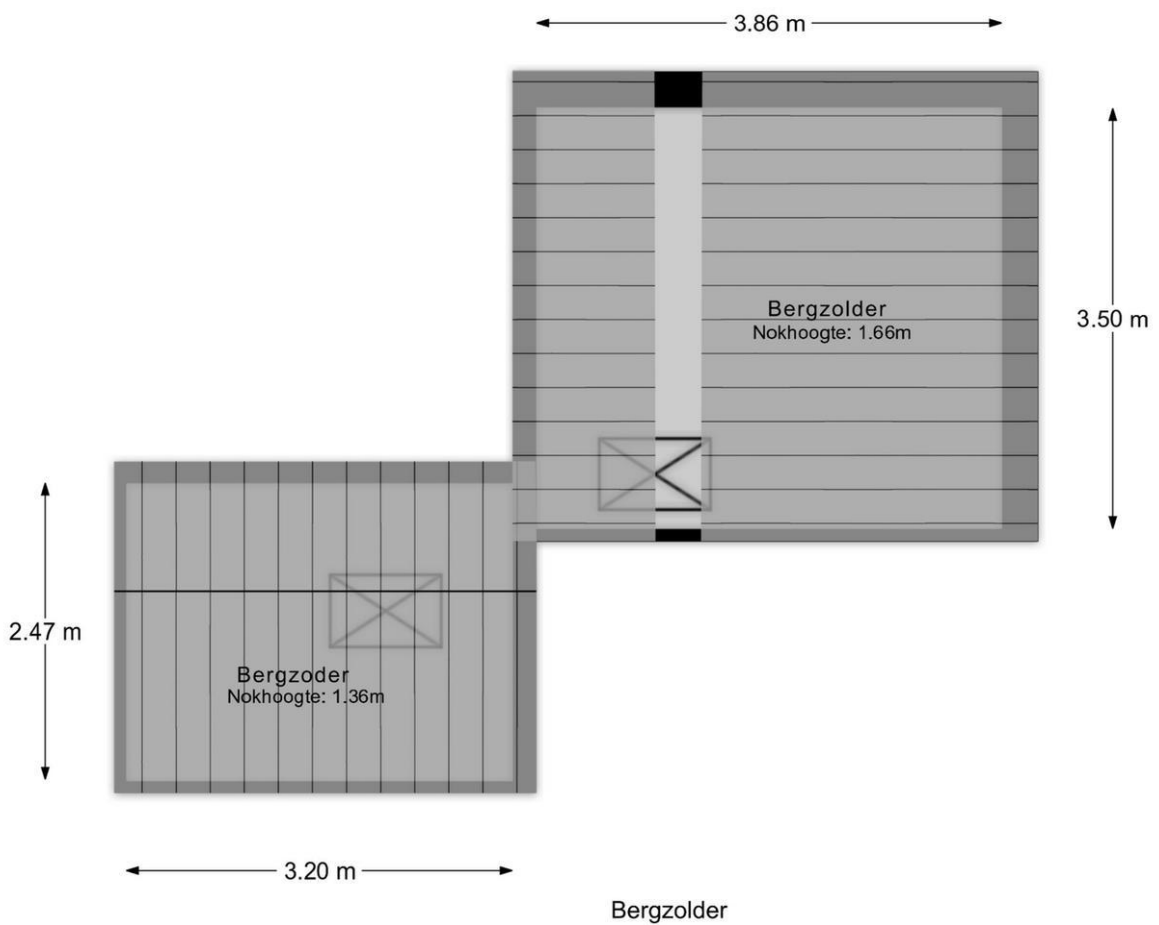 3.86 m
Bergzolder
Nokhoogte: 1.66m
3.50 m
2.47 m
Bergzoder
Nokhoogte: 1.36m
3.20 m
Bergzolder